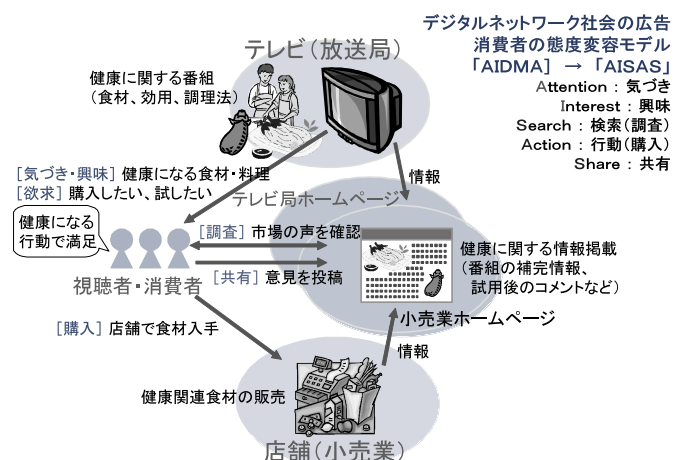 デジタルネットワーク社会の広告
消費者の態度変容モデル
「AIDMA] → 「AISAS」
Attention : 気づき
Interest : 興味
Search : 検索(調査)
Action : 行動(購入)
Share : 共有
テレビ(放送局)
健康に関する番組
(食材、効用、調理法)
[気づき・興味] 健康になる食材・料理
[欲求] 購入したい、試したい
情報
テレビ局ホームページ
健康になる
行動で満足
[調査] 市場の声を確認
健康に関する情報掲載
(番組の補完情報、
試用後のコメントなど)
[共有] 意見を投稿
視聴者・消費者
小売業ホームページ
[購入] 店舗で食材入手
情報
健康関連食材の販売
店舗(小売業)